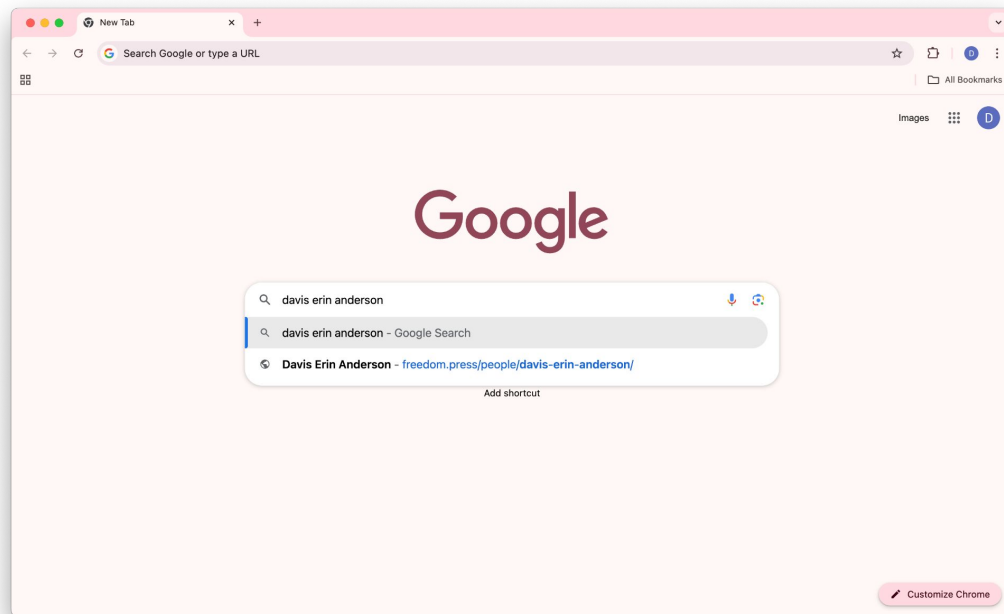 New Tab
Search Google or type a URL
D
All Bookmarks
Images
D
Google
davis erin anderson
davis erin anderson – Google Search
Davis Erin Anderson – freedom.press/people/davis-erin-anderson/
Add shortcut
Customize Chrome